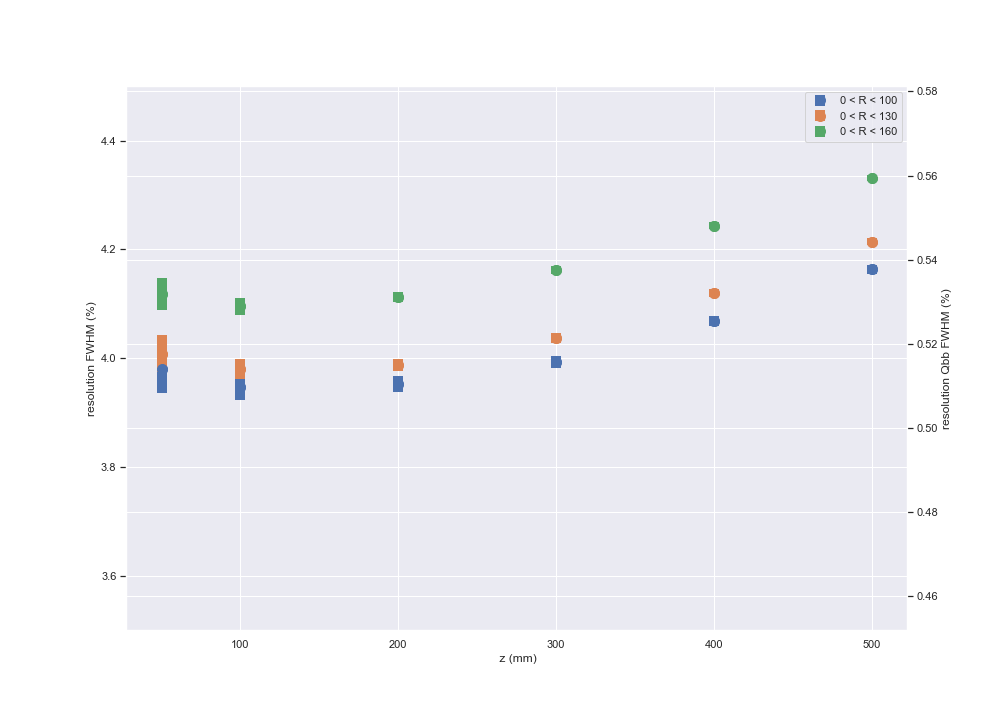 0 < R < 100
0 < R < 130
0 < R < 160
resolution FWHM (%)
4.4
4.2
4.0
3.8
3.6
0.58
0.56
0.54
0.52
0.50
0.48
0.46
resolution Qbb FWHM (%)
100
200
300
400
500
z (mm)